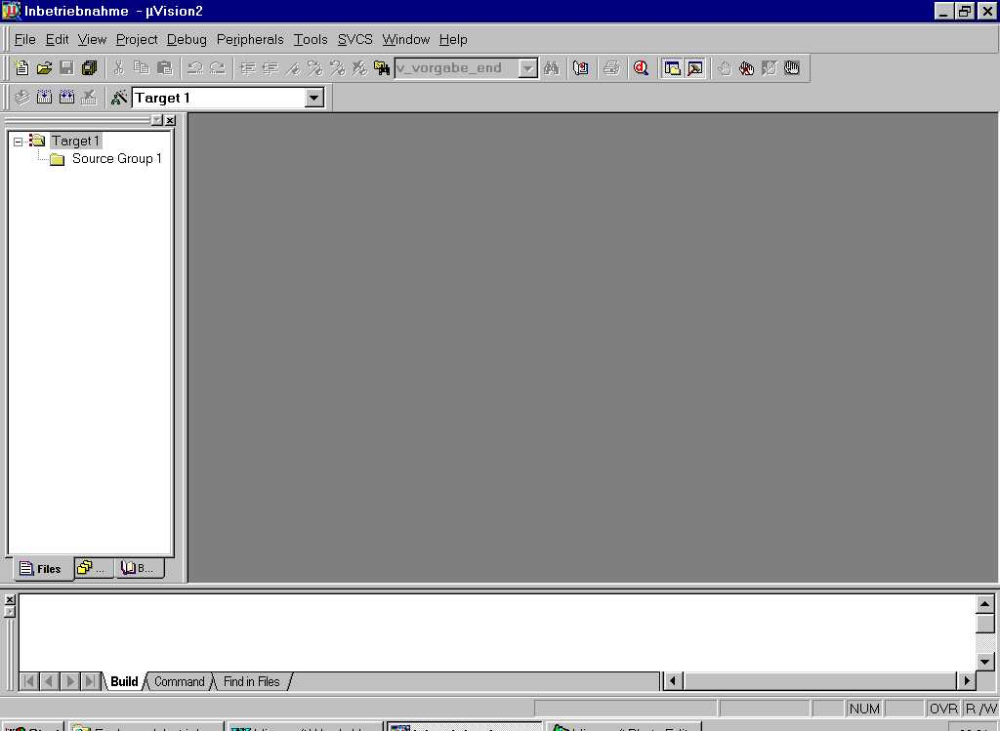 Inbetriebnahme - µVision2
File Edit View Project Debug Peripherals Tools SVCS Window Help
v_vorgabe_end
Target 1
Target 1
Source Group 1
Files ... B...
Build Command Find in Files
NUM OVR R /W